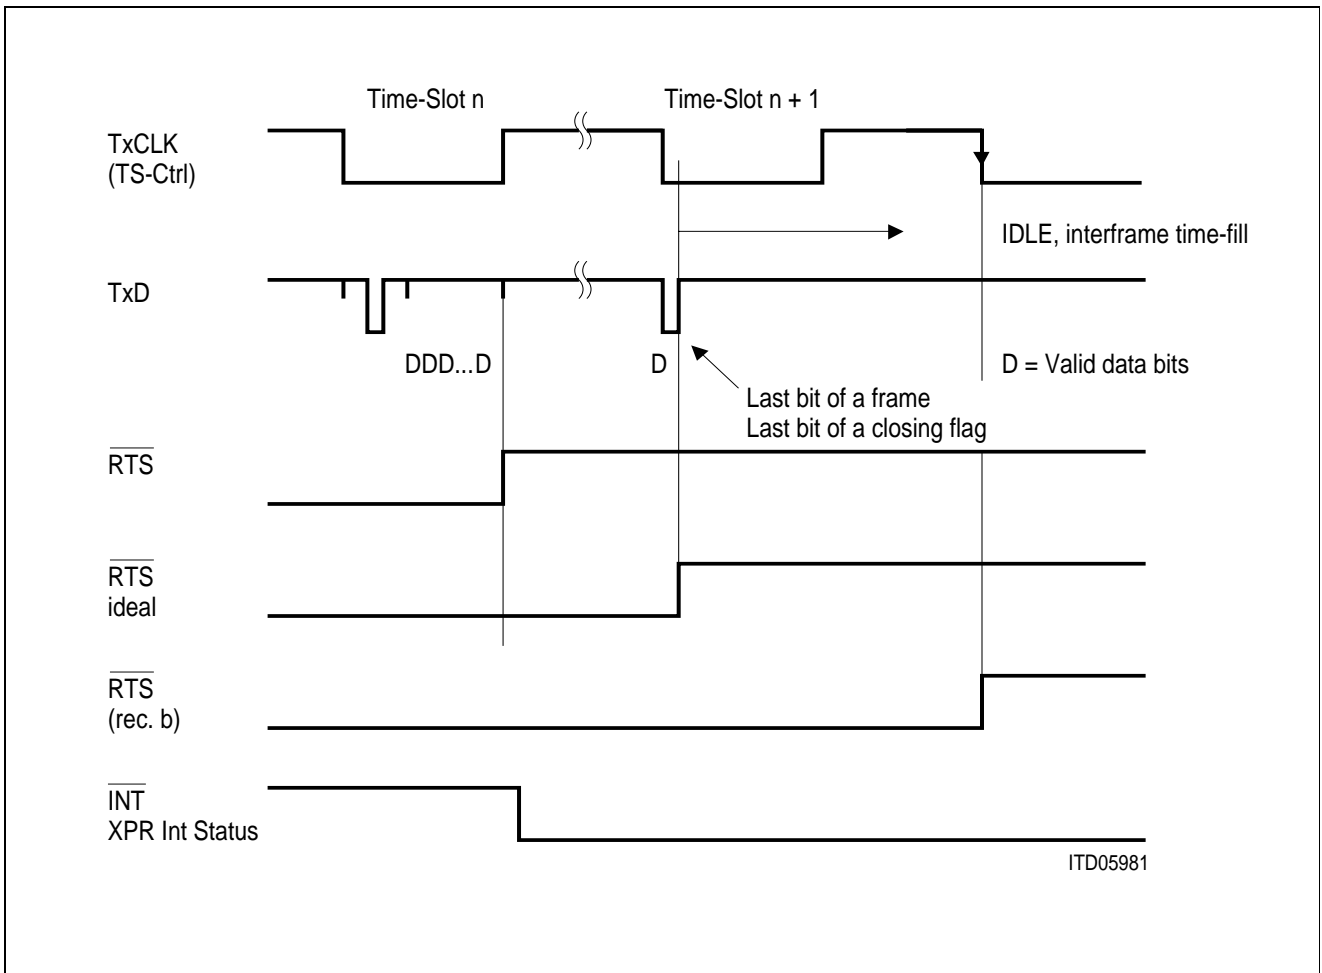 Time-Slot n
Time-Slot n + 1
TxCLK
(TS-Ctrl)
IDLE, interframe time-fill
TxD
DDD...D
D
D = Valid data bits
Last bit of a frame
Last bit of a closing flag
RTS
RTS
ideal
RTS
(rec. b)
INT
XPR Int Status
ITD05981